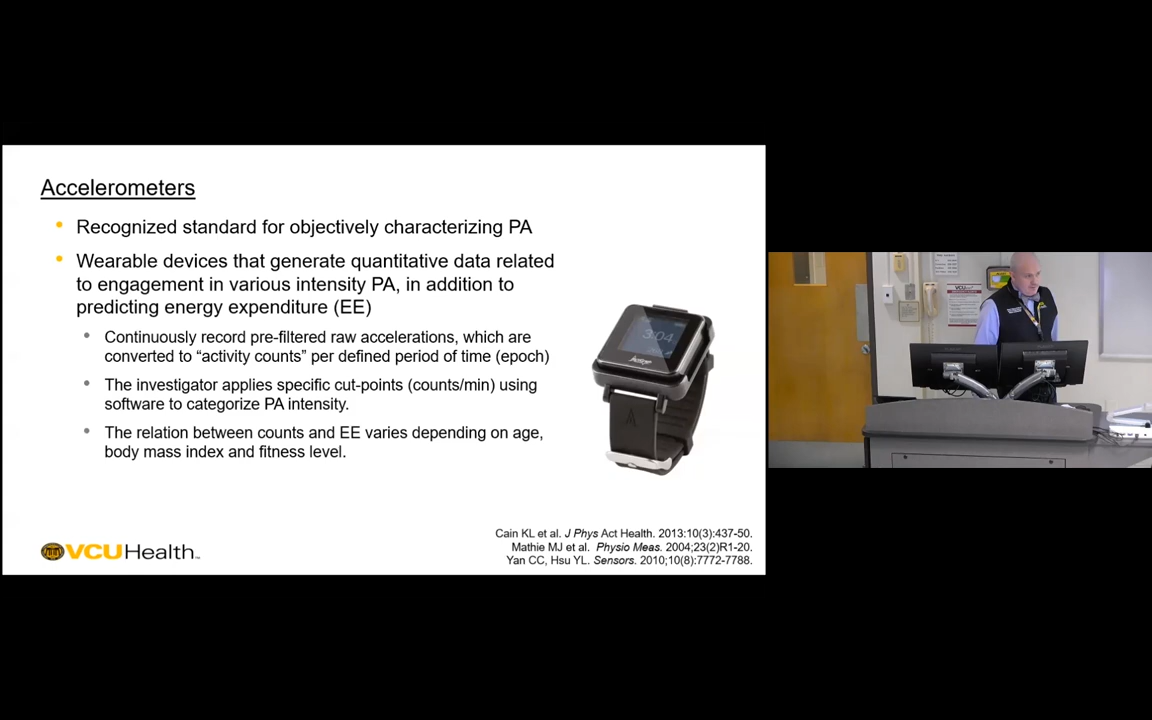 Accelerometers
Recognized standard for objectively characterizing PA
Wearable devices that generate quantitative data related
to engagement in various intensity PA, in addition to
predicting energy expenditure (EE)
Continuously record pre-filtered raw accelerations, which are
converted to “activity counts” per defined period of time (epoch)
The investigator applies specific cut-points (counts/min) using
software to categorize PA intensity.
The relation between counts and EE varies depending on age,
body mass index and fitness level.
3:04
Cain KL et al. J Phys Act Health. 2013:10(3):437-50.
Mathie MJ et al. Physio Meas. 2004;23(2)R1-20.
Yan CC, Hsu YL. Sensors. 2010;10(8):7772-7788.
VCUHealth™
VCU